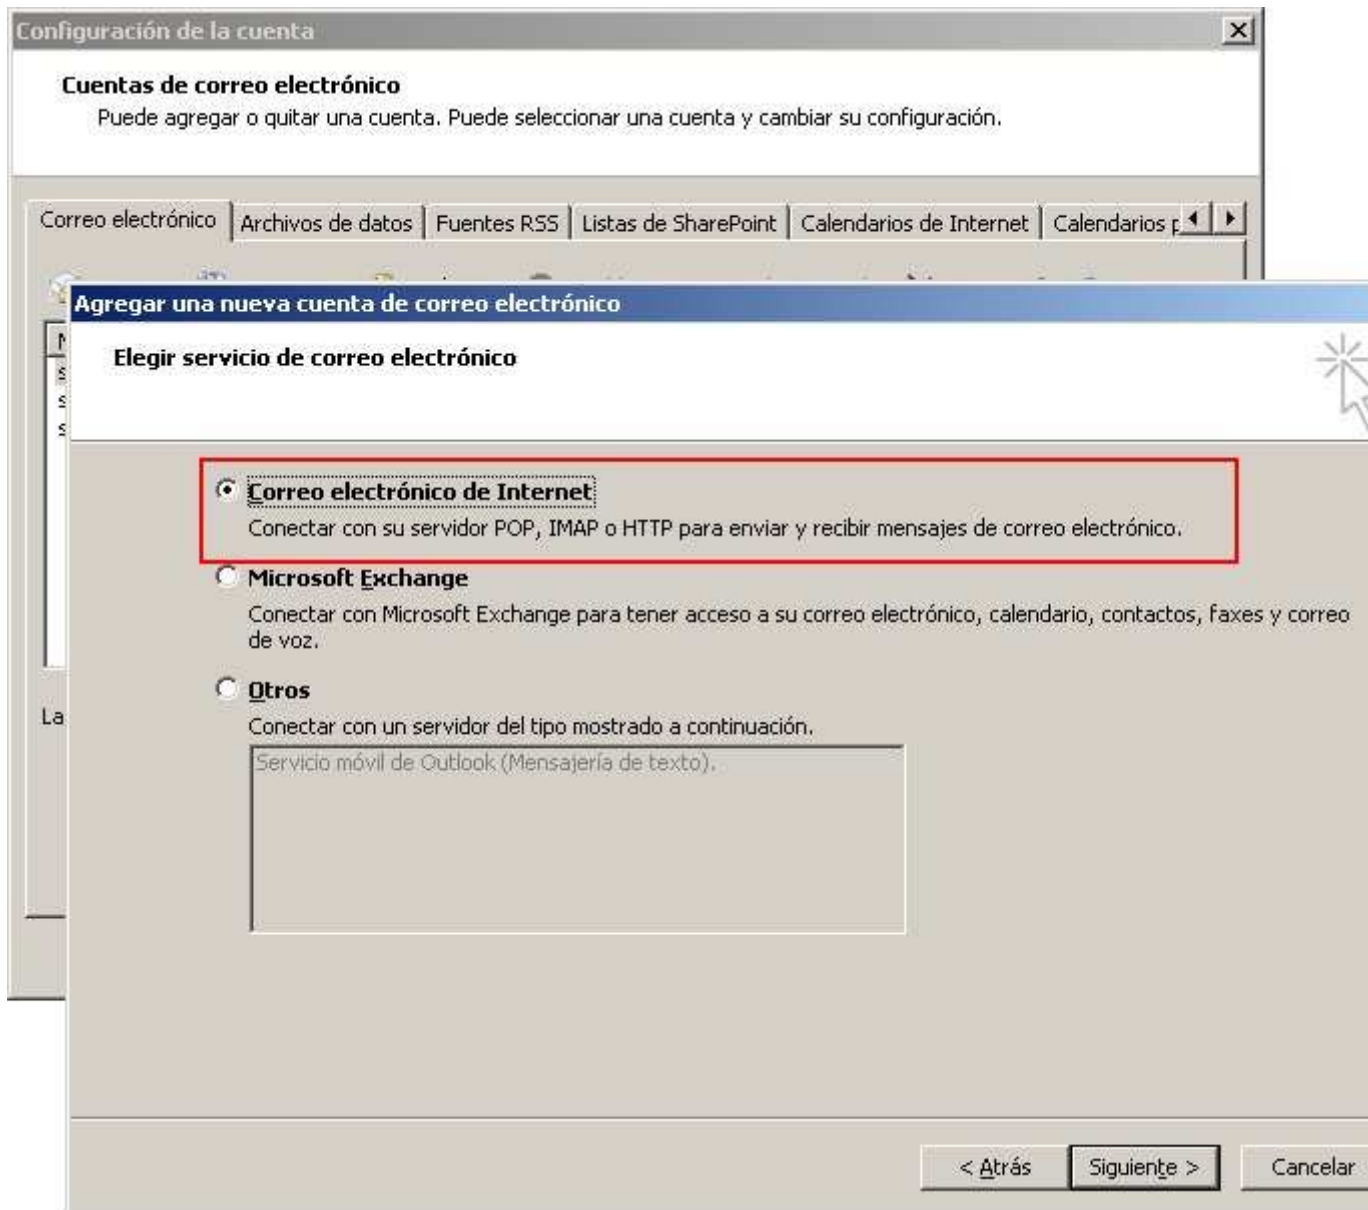 Configuración de la cuenta
Cuentas de correo electrónico
Puede agregar o quitar una cuenta. Puede seleccionar una cuenta y cambiar su configuración.
Correo electrónico Archivos de datos Fuentes RSS Listas de SharePoint Calendarios de Internet Calendarios p
Agregar una nueva cuenta de correo electrónico
Elegir servicio de correo electrónico
Correo electrónico de Internet
Conectar con su servidor POP, IMAP o HTTP para enviar y recibir mensajes de correo electrónico.
Microsoft Exchange
Conectar con Microsoft Exchange para tener acceso a su correo electrónico, calendario, contactos, faxes y correo
de voz.
Otros
La
Conectar con un servidor del tipo mostrado a continuación.
Servicio móvil de Outlook (Mensajería de texto).
< Atrás Siguiente > Cancelar